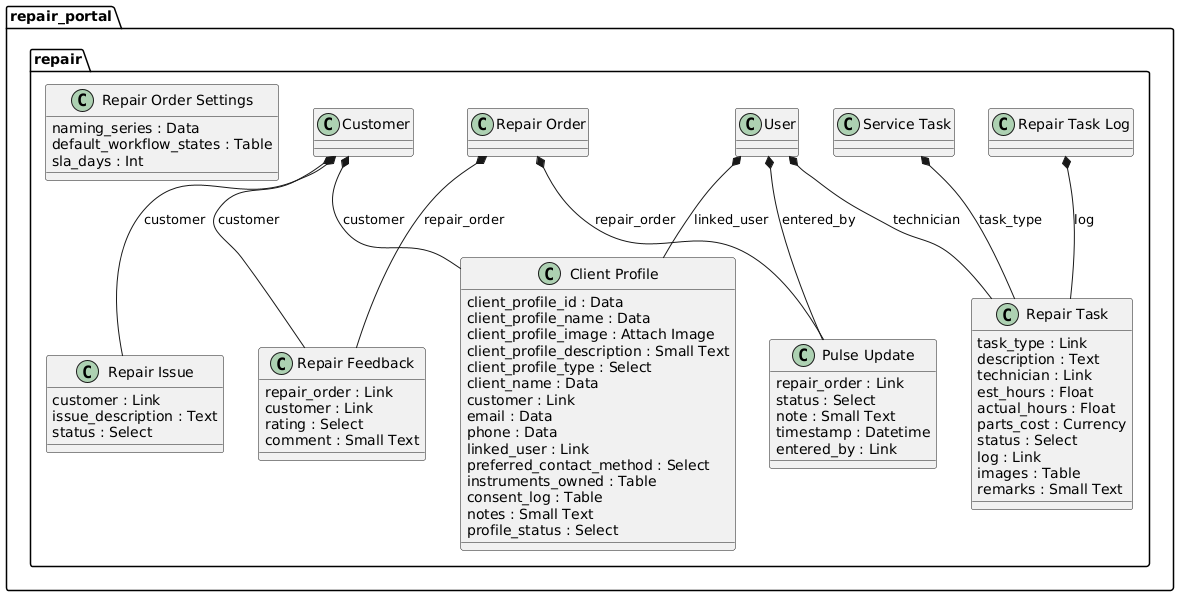 repair_portal
repair
C Repair Order Settings
naming_series : Data
default_workflow_states : Table
sla_days : Int
C Customer
C Repair Order
C User
C Service Task
C Repair Task Log
customer
customer
customer
repair_order
repair_order
linked_user
entered_by
technician
task_type
log
C Repair Issue
customer : Link
issue_description : Text
status : Select
C Repair Feedback
repair_order : Link
customer : Link
rating : Select
comment : Small Text
C Client Profile
client_profile_id : Data
client_profile_name : Data
client_profile_image : Attach Image
client_profile_description : Small Text
client_profile_type : Select
client_name : Data
customer : Link
email : Data
phone : Data
linked_user : Link
preferred_contact_method : Select
instruments_owned : Table
consent_log : Table
notes : Small Text
profile_status : Select
C Pulse Update
repair_order : Link
status : Select
note : Small Text
timestamp : Datetime
entered_by : Link
C Repair Task
task_type : Link
description : Text
technician : Link
est_hours : Float
actual_hours : Float
parts_cost : Currency
status : Select
log : Link
images : Table
remarks : Small Text